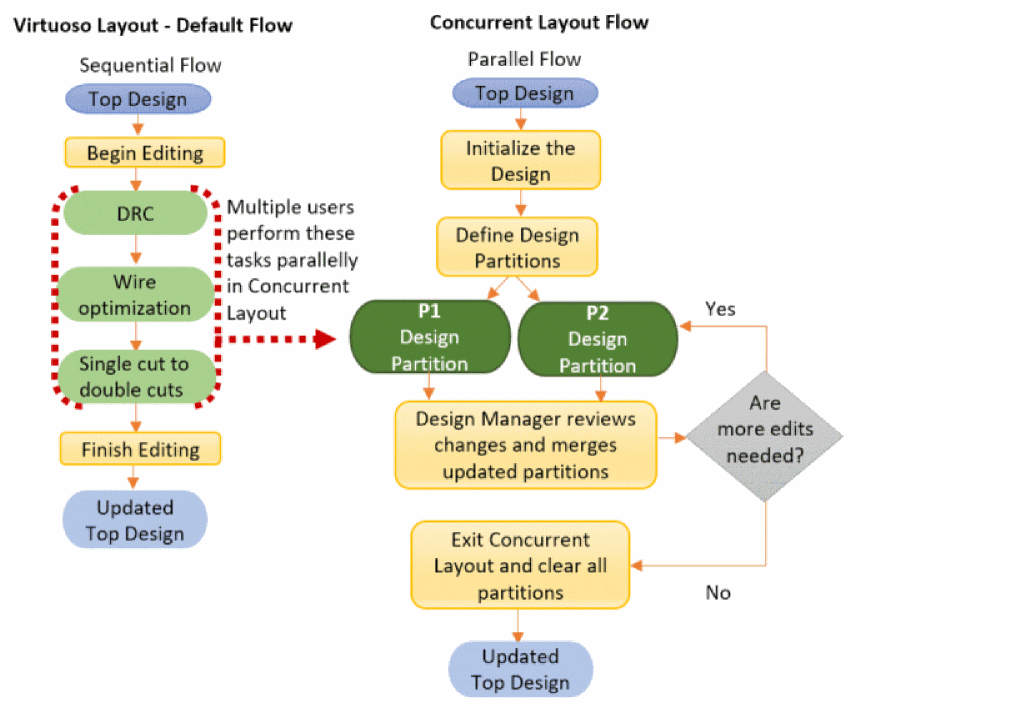 Virtuoso Layout - Default Flow
Sequential Flow
Top Design
Begin Editing
DRC
Wire
optimization
Single cut to
double cuts
Finish Editing
Updated
Top Design
Multiple users
perform these
tasks parallelly
in Concurrent
Layout
Concurrent Layout Flow
Parallel Flow
Top Design
Initialize the
Design
Define Design
Partitions
P1
Design
Partition
P2
Design
Partition
Design Manager reviews
changes and merges
updated partitions
Are
more edits
needed?
Yes
No
Exit Concurrent
Layout and clear all
partitions
Updated
Top Design